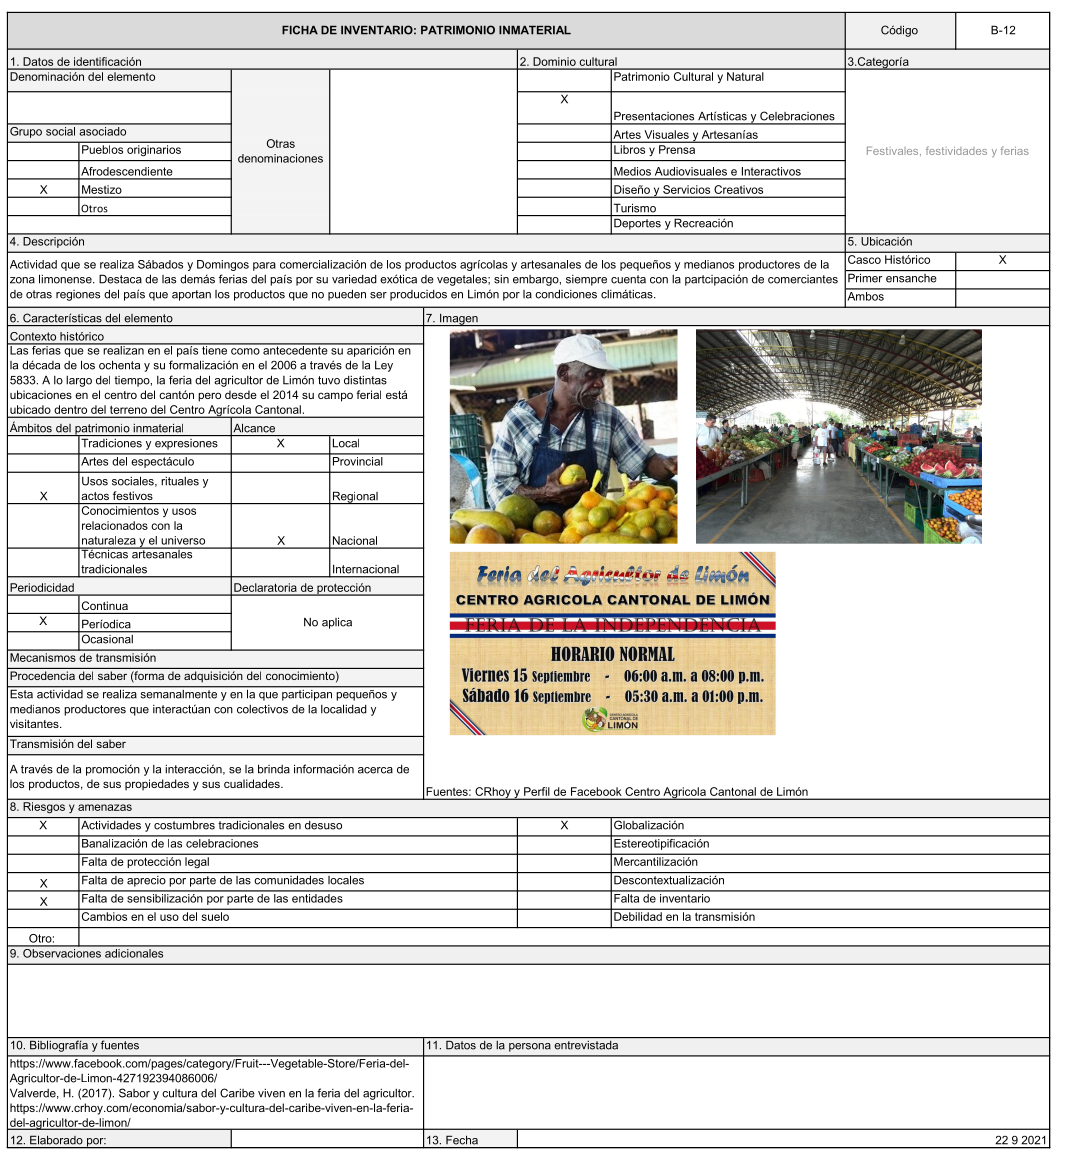 FICHA DE INVENTARIO: PATRIMONIO INMATERIAL
Código
B-12
1. Datos de identificación
2. Dominio cultural
3.Categoría
Denominación del elemento
Otras
denominaciones
Patrimonio Cultural y Natural
X
Presentaciones Artísticas y Celebraciones
Festivales, festividades y ferias
Grupo social asociado
Artes Visuales y Artesanías
Pueblos originarios
Libros y Prensa
Afrodescendiente
Medios Audiovisuales e Interactivos
X
Mestizo
Diseño y Servicios Creativos
Otros
Turismo
Deportes y Recreación
4. Descripción
5. Ubicación
Actividad que se realiza Sábados y Domingos para comercialización de los productos agrícolas y artesanales de los pequeños y medianos productores de la
zona limonense. Destaca de las demás ferias del país por su variedad exótica de vegetales; sin embargo, siempre cuenta con la partcipación de comerciantes
de otras regiones del país que aportan los productos que no pueden ser producidos en Limón por la condiciones climáticas.
Casco Histórico
X
Primer ensanche
Ambos
6. Características del elemento
7. Imagen
Contexto histórico
Las ferias que se realizan en el país tiene como antecedente su aparición en
la década de los ochenta y su formalización en el 2006 a través de la Ley
5833. A lo largo del tiempo, la feria del agricultor de Limón tuvo distintas
ubicaciones en el centro del cantón pero desde el 2014 su campo ferial está
ubicado dentro del terreno del Centro Agrícola Cantonal.
Ámbitos del patrimonio inmaterial
Alcance
Tradiciones y expresiones
X
Local
Artes del espectáculo
Provincial
X
Usos sociales, rituales y
actos festivos
Regional
Conocimientos y usos
relacionados con la
naturaleza y el universo
X
Nacional
Técnicas artesanales
tradicionales
Internacional
Periodicidad
Declaratoria de protección
Continua
X
Períodica
No aplica
Ocasional
Mecanismos de transmisión
Procedencia del saber (forma de adquisición del conocimiento)
Esta actividad se realiza semanalmente y en la que participan pequeños y
medianos productores que interactúan con colectivos de la localidad y
visitantes.
Transmisión del saber
A través de la promoción y la interacción, se la brinda información acerca de
los productos, de sus propiedades y sus cualidades.
Feria del Agricultor de Limón
CENTRO AGRICOLA CANTONAL DE LIMÓN
FERIA DE LA INDEPENDENCIA
HORARIO NORMAL
Viernes 15 Septiembre - 06:00 a.m. a 08:00 p.m.
Sábado 16 Septiembre - 05:30 a.m. a 01:00 p.m.
CENTRO AGRICOLA
CANTONAL DE
LIMÓN
Fuentes: CRhoy y Perfil de Facebook Centro Agricola Cantonal de Limón
8. Riesgos y amenazas
X
Actividades y costumbres tradicionales en desuso
X
Globalización
Banalización de las celebraciones
Estereotipificación
Falta de protección legal
Mercantilización
X
Falta de aprecio por parte de las comunidades locales
Descontextualización
X
Falta de sensibilización por parte de las entidades
Falta de inventario
Cambios en el uso del suelo
Debilidad en la transmisión
Otro:
9. Observaciones adicionales
10. Bibliografía y fuentes
11. Datos de la persona entrevistada
https://www.facebook.com/pages/category/Fruit---Vegetable-Store/Feria-del-
Agricultor-de-Limon-427192394086006/
Valverde, H. (2017). Sabor y cultura del Caribe viven en la feria del agricultor.
https://www.crhoy.com/economia/sabor-y-cultura-del-caribe-viven-en-la-feria-
del-agricultor-de-limon/
12. Elaborado por:
13. Fecha
22 9 2021